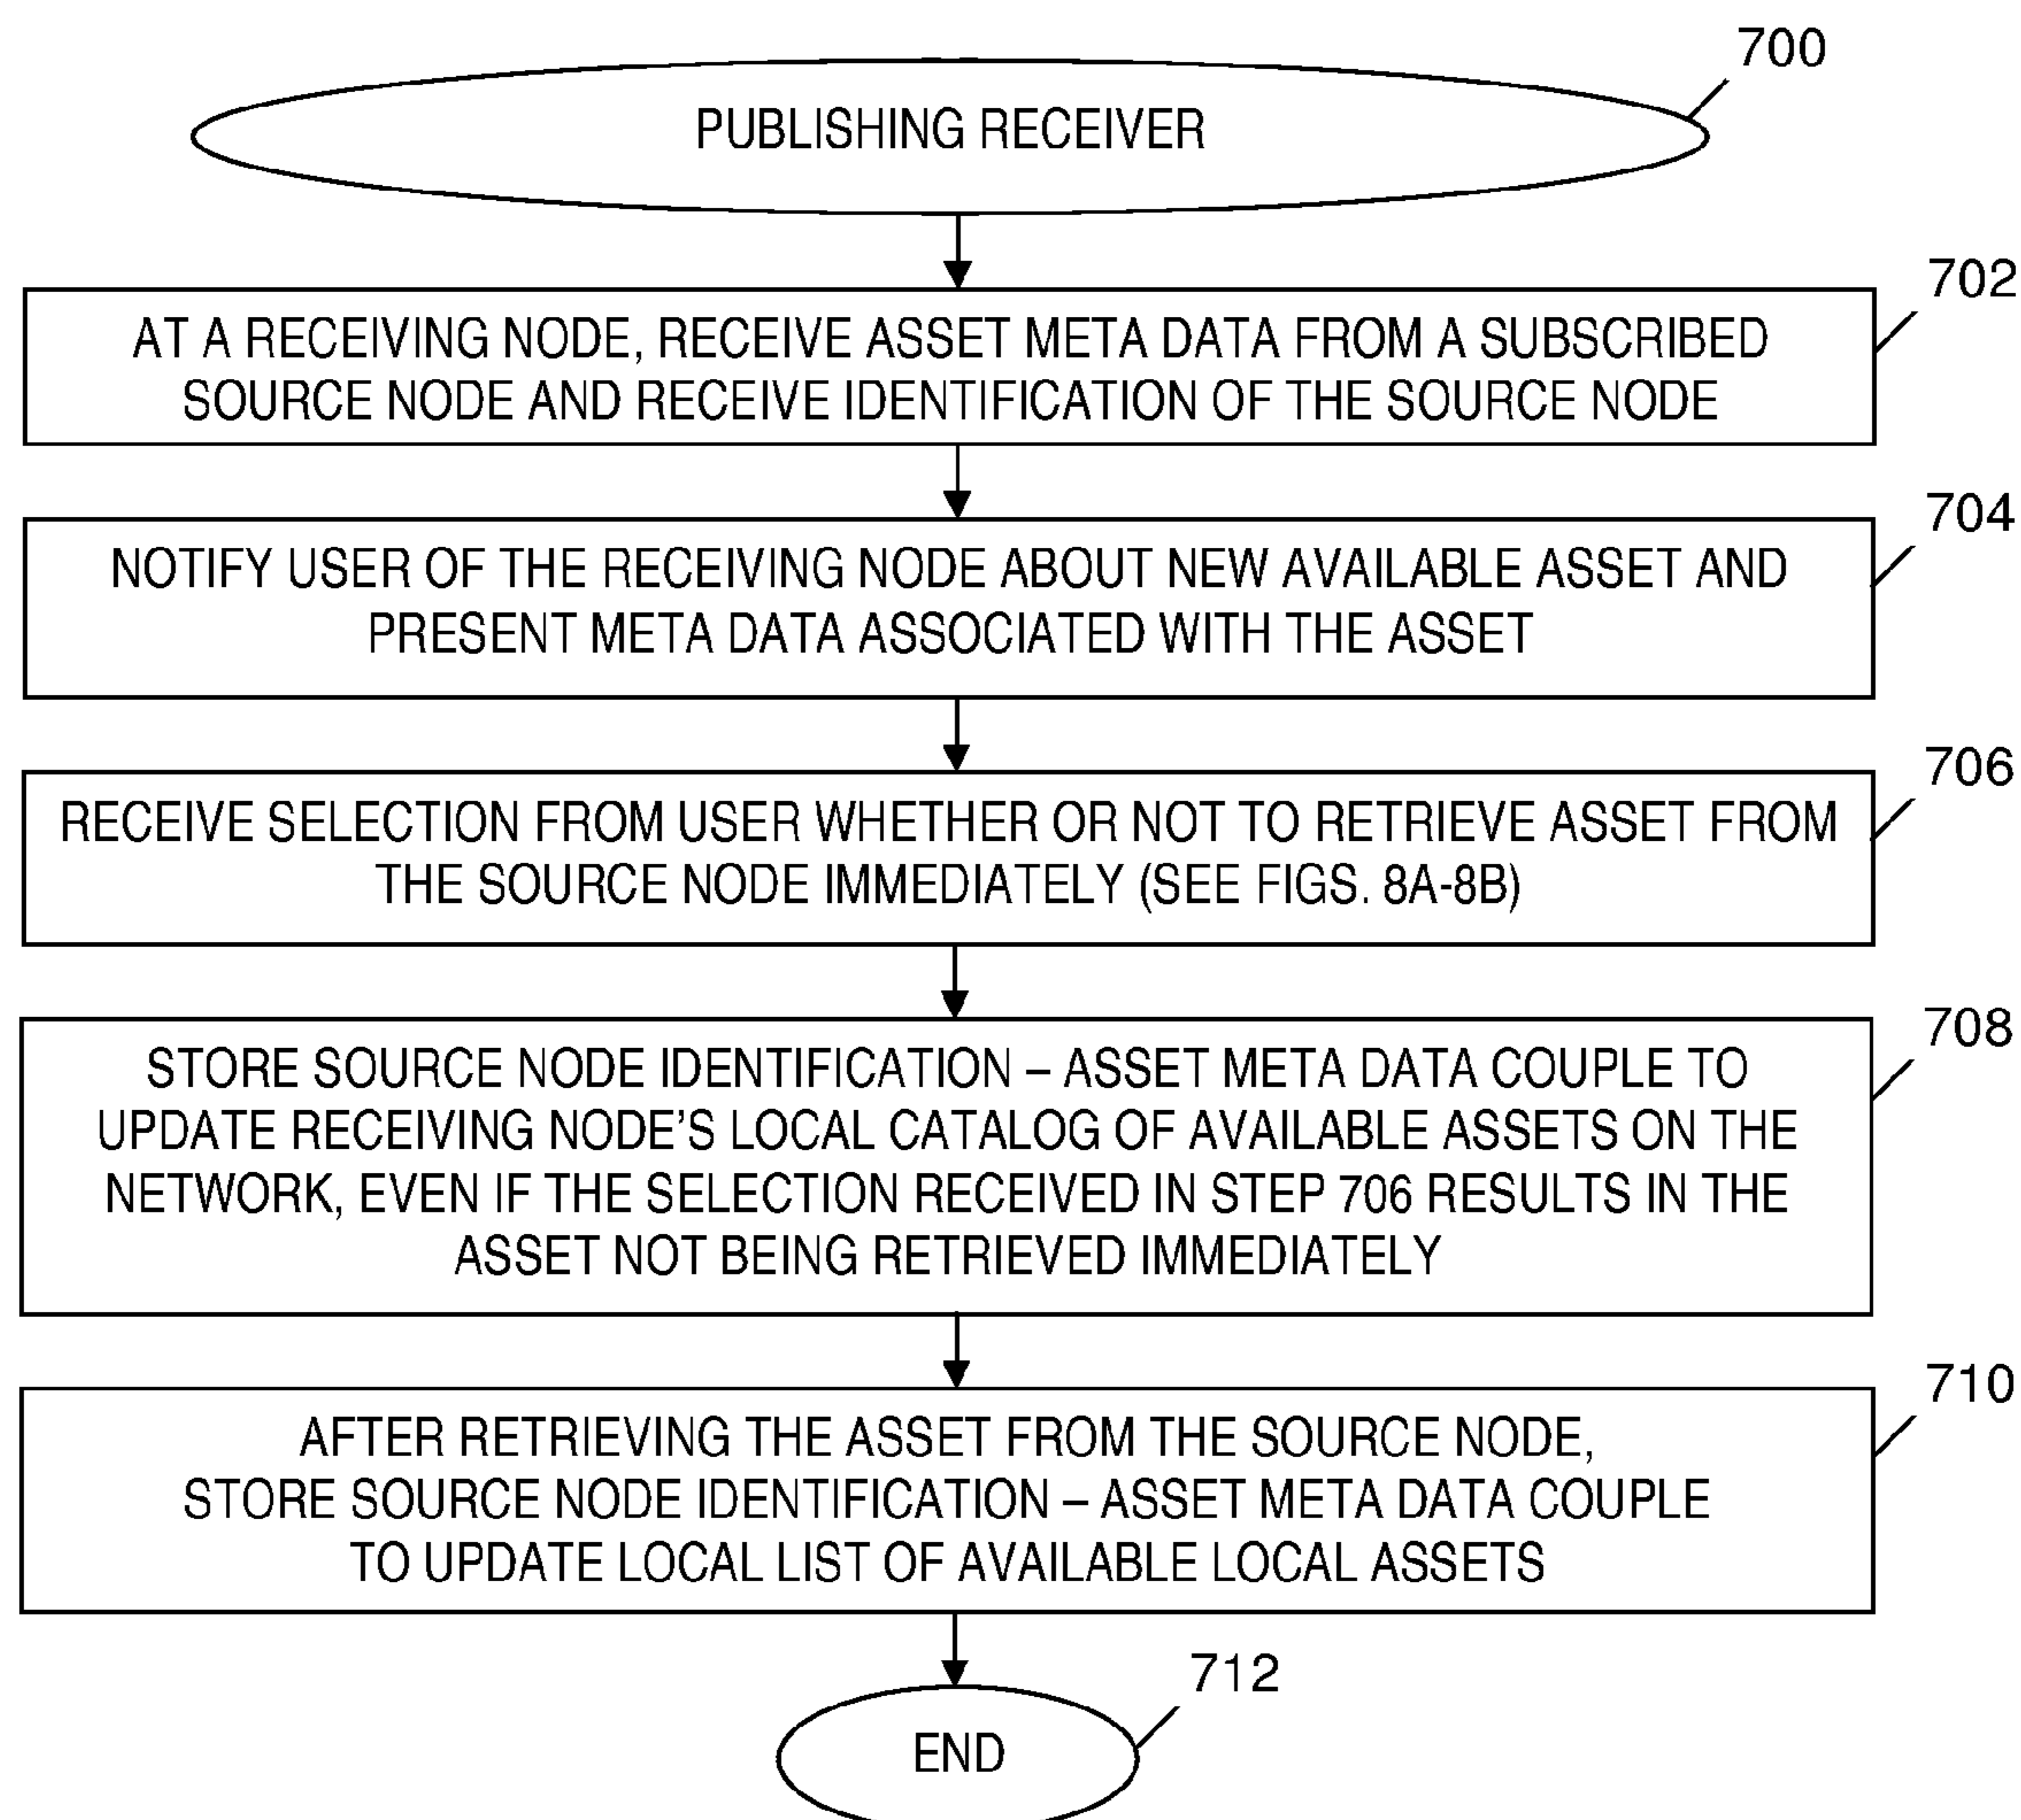 700
PUBLISHING RECEIVER
702
AT A RECEIVING NODE, RECEIVE ASSET META DATA FROM A SUBSCRIBED
SOURCE NODE AND RECEIVE IDENTIFICATION OF THE SOURCE NODE
704
NOTIFY USER OF THE RECEIVING NODE ABOUT NEW AVAILABLE ASSET AND
PRESENT META DATA ASSOCIATED WITH THE ASSET
706
RECEIVE SELECTION FROM USER WHETHER OR NOT TO RETRIEVE ASSET FROM
THE SOURCE NODE IMMEDIATELY (SEE FIGS. 8A-8B)
708
STORE SOURCE NODE IDENTIFICATION – ASSET META DATA COUPLE TO
UPDATE RECEIVING NODE'S LOCAL CATALOG OF AVAILABLE ASSETS ON THE
NETWORK, EVEN IF THE SELECTION RECEIVED IN STEP 706 RESULTS IN THE
ASSET NOT BEING RETRIEVED IMMEDIATELY
710
AFTER RETRIEVING THE ASSET FROM THE SOURCE NODE,
STORE SOURCE NODE IDENTIFICATION – ASSET META DATA COUPLE
TO UPDATE LOCAL LIST OF AVAILABLE LOCAL ASSETS
712
END